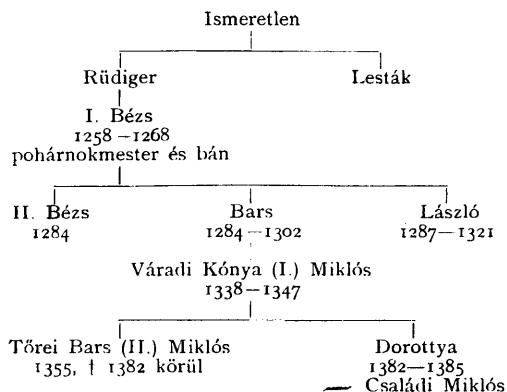 Ismeretlen
Rüdiger Lesták
I. Bézs
1258–1268
pohárnokmester és bán
II. Bézs Bars László
1284 1284–1302 1287–1321
Váradi Kónya (I.) Miklós
1338–1347
Tőrei Bars (II.) Miklós Dorottya
1355, † 1382 körül 1382–1385
— Családi Miklós